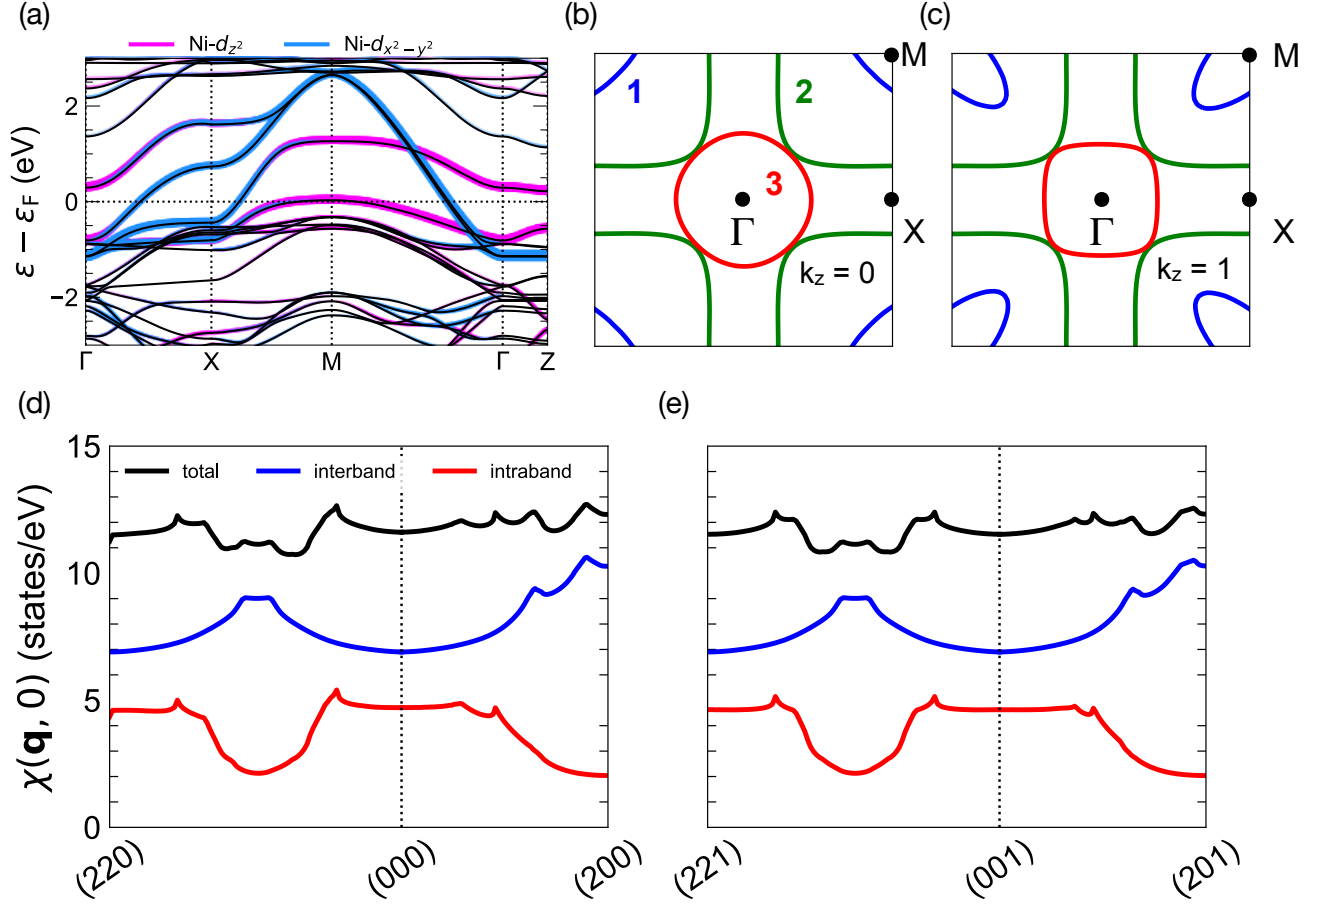 (a)
Ni-d_{z^2}
Ni-d_{x^2−y^2}
ε − ε_F (eV)
2
0
−2
Γ
X
M
Γ
Z
(b)
1
2
3
Γ
M
X
k_z = 0
(c)
M
Γ
X
k_z = 1
(d)
total
interband
intraband
χ(q, 0) (states/eV)
15
10
5
0
(220)
(000)
(200)
(e)
(221)
(001)
(201)